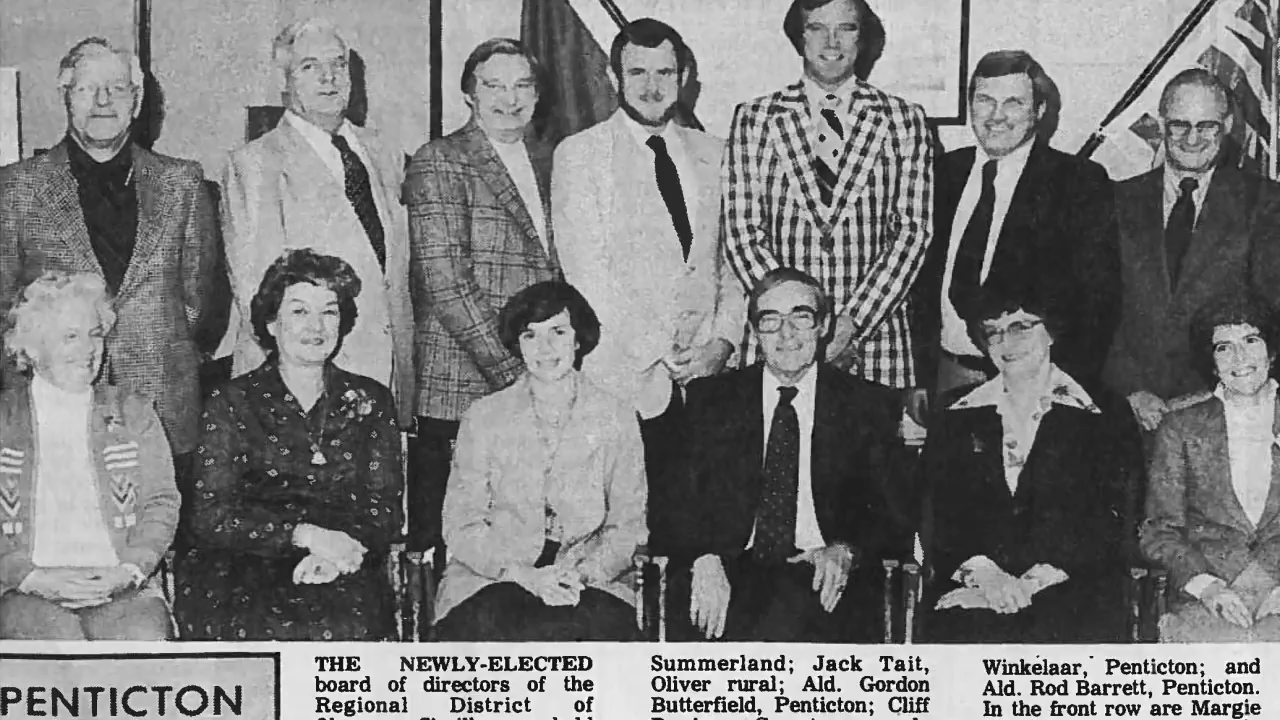 PENTICTON
THE NEWLY-ELECTED
board of directors of the
Regional District of
Summerland; Jack Tait,
Oliver rural; Ald. Gordon
Butterfield, Penticton; Cliff
Winkelaar, Penticton; and
Ald. Rod Barrett, Penticton.
In the front row are Margie